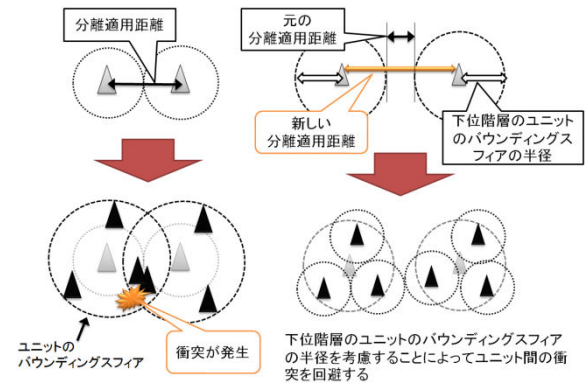 分離適用距離
元の
分離適用距離
新しい
分離適用距離
下位階層のユニット
のバウンディングス
フィアの半径
ユニットの
バウンディングスフィア
衝突が発生
下位階層のユニットのバウンディングスフィア
の半径を考慮することによってユニット間の衝
突を回避する